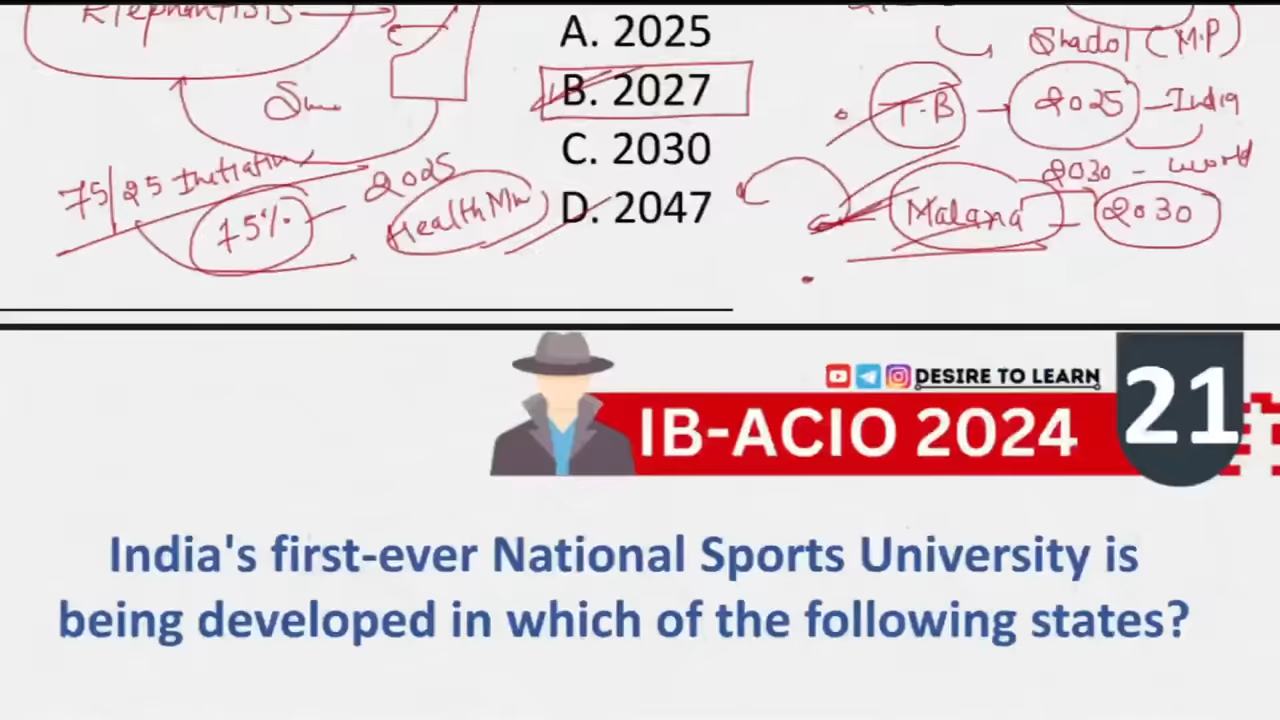 Elephantisis
A. 2025
Shadol (M.P)
B. 2027
T-B – 2025 – India
C. 2030
75/25 Initiative
2025
2030 – world
75%
Health Min
D. 2047
Malaria – 2030
DESIRE TO LEARN
IB-ACIO 2024
21
India's first-ever National Sports University is
being developed in which of the following states?